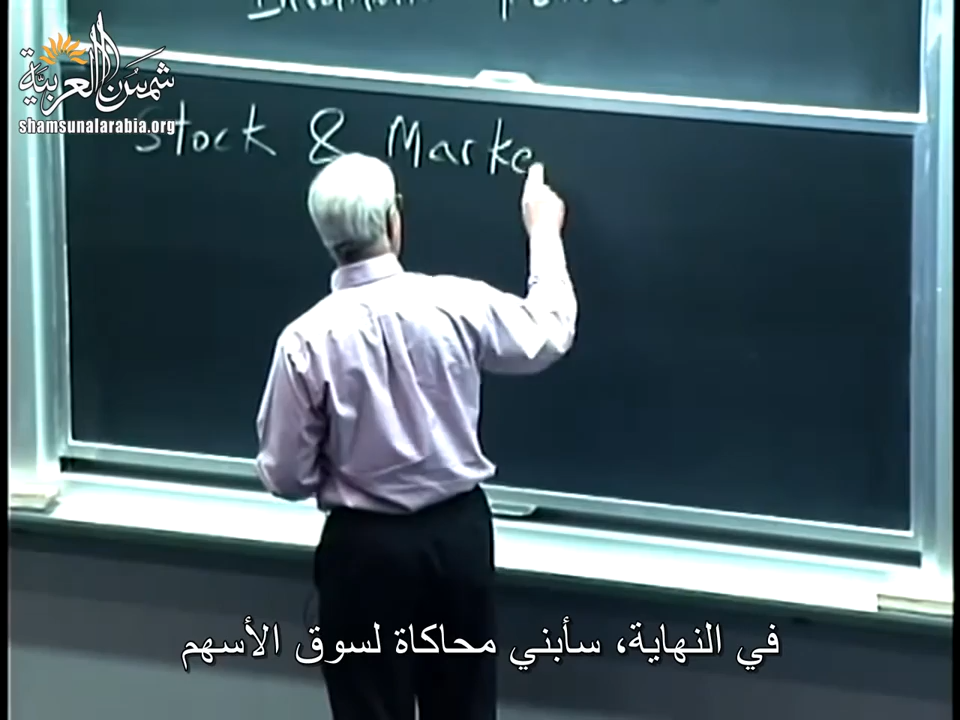 شمس العربية
shamsunalarabia.org
Stock & Marke
في النهاية، سأبني محاكاة لسوق الأسهم